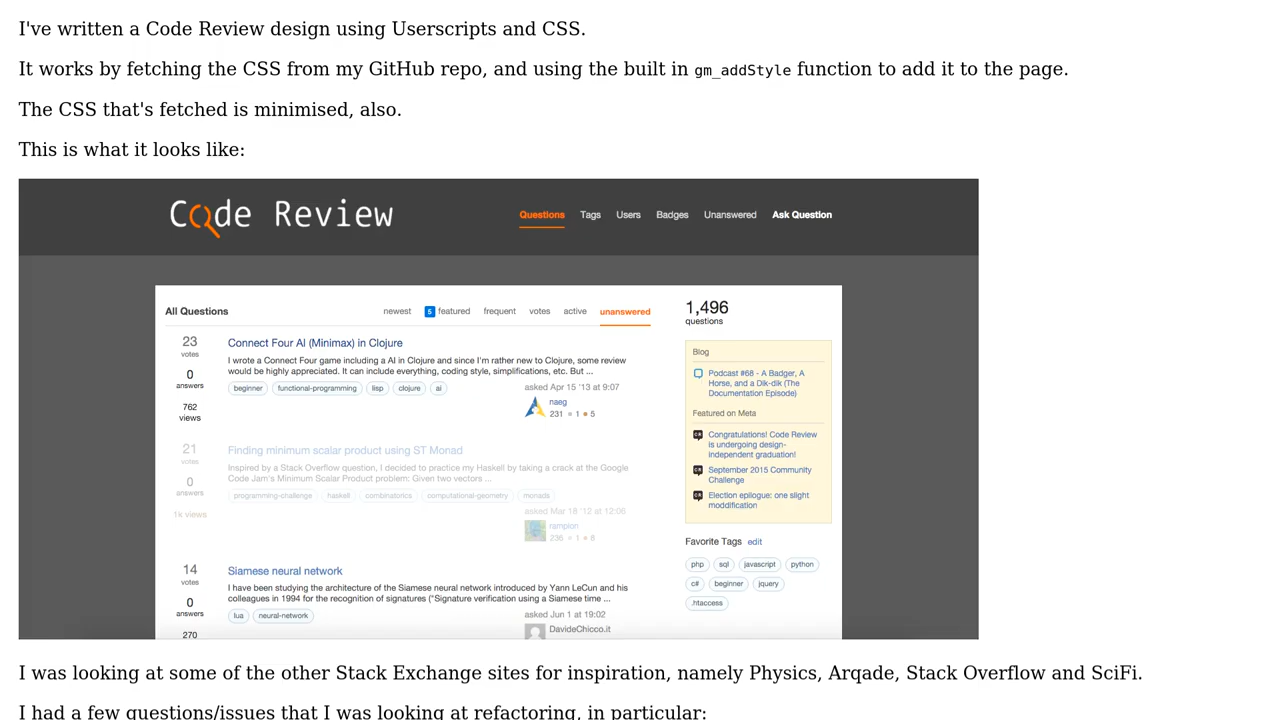 I've written a Code Review design using Userscripts and CSS.
It works by fetching the CSS from my GitHub repo, and using the built in gm_addStyle function to add it to the page.
The CSS that's fetched is minimised, also.
This is what it looks like:
Code Review
Questions Tags Users Badges Unanswered Ask Question
All Questions
newest 5 featured frequent votes active unanswered
23
votes
0
answers
762
views
Connect Four AI (Minimax) in Clojure
I wrote a Connect Four game including a AI in Clojure and since I'm rather new to Clojure, some review
would be highly appreciated. It can include everything, coding style, simplifications, etc. But ...
beginner functional-programming lisp clojure ai
asked Apr 15 '13 at 9:07
naeg
231 1 5
21
votes
0
answers
1k views
Finding minimum scalar product using ST Monad
Inspired by a Stack Overflow question, I decided to practice my Haskell by taking a crack at the Google
Code Jam's Minimum Scalar Product problem: Given two vectors ...
programming-challenge haskell combinatorics computational-geometry monads
asked Mar 18 '12 at 12:06
rampion
236 1 8
14
votes
0
answers
270
Siamese neural network
I have been studying the architecture of the Siamese neural network introduced by Yann LeCun and his
colleagues in 1994 for the recognition of signatures ("Signature verification using a Siamese time ...
lua neural-network
asked Jun 1 at 19:02
DavideChicco.it
1,496
questions
Blog
Podcast #68 - A Badger, A
Horse, and a Dik-dik (The
Documentation Episode)
Featured on Meta
Congratulations! Code Review
is undergoing design-
independent graduation!
September 2015 Community
Challenge
Election epilogue: one slight
moddification
Favorite Tags edit
php sql javascript python
c# beginner jquery
.htaccess
I was looking at some of the other Stack Exchange sites for inspiration, namely Physics, Arqade, Stack Overflow and SciFi.
I had a few questions/issues that I was looking at refactoring, in particular: